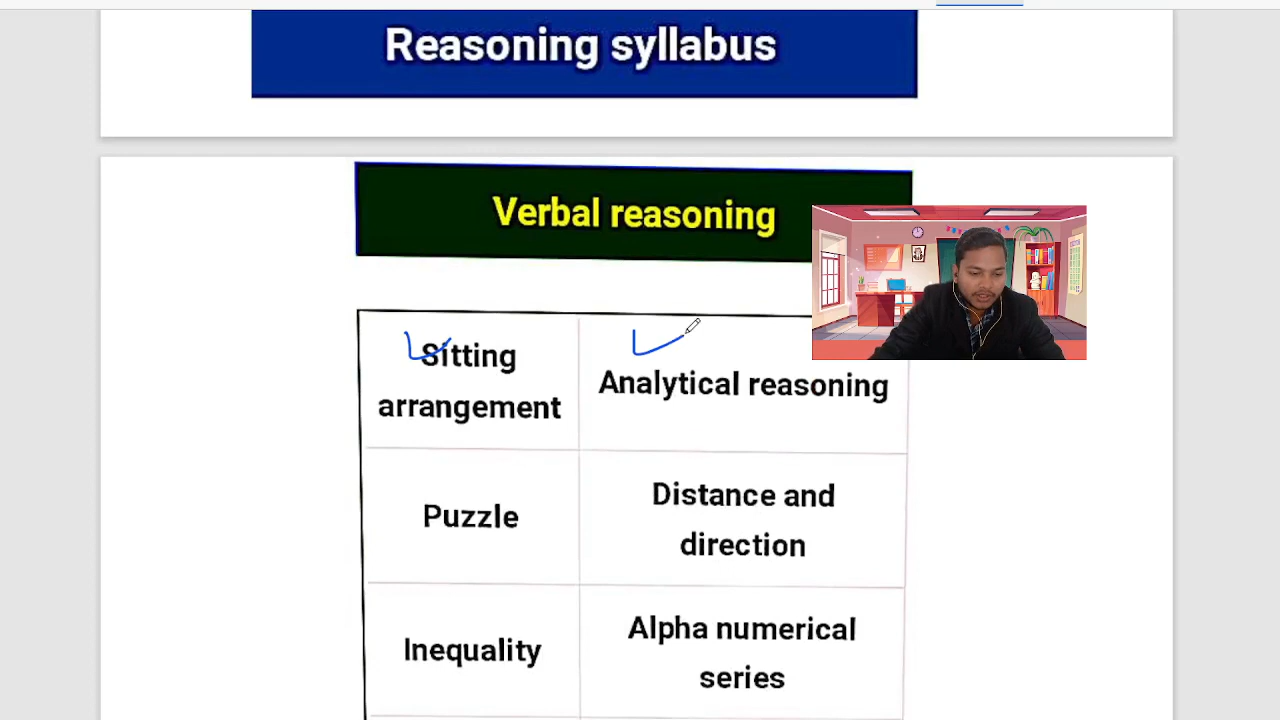 Reasoning syllabus
Verbal reasoning
Sitting
arrangement
Analytical reasoning
Puzzle
Distance and
direction
Inequality
Alpha numerical
series